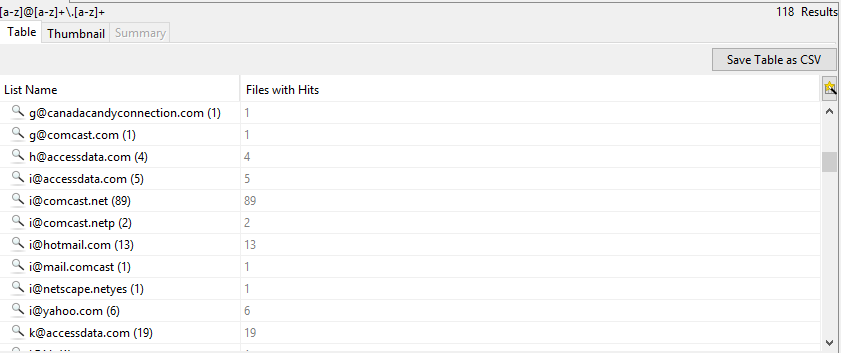 [a-z]@[a-z]+\.[a-z]+ 118 Results
Table Thumbnail Summary
Save Table as CSV
List Name Files with Hits
g@canadacandyconnection.com (1) 1
g@comcast.com (1) 1
h@accessdata.com (4) 4
i@accessdata.com (5) 5
i@comcast.net (89) 89
i@comcast.netp (2) 2
i@hotmail.com (13) 13
i@mail.comcast (1) 1
i@netscape.netyes (1) 1
i@yahoo.com (6) 6
k@accessdata.com (19) 19